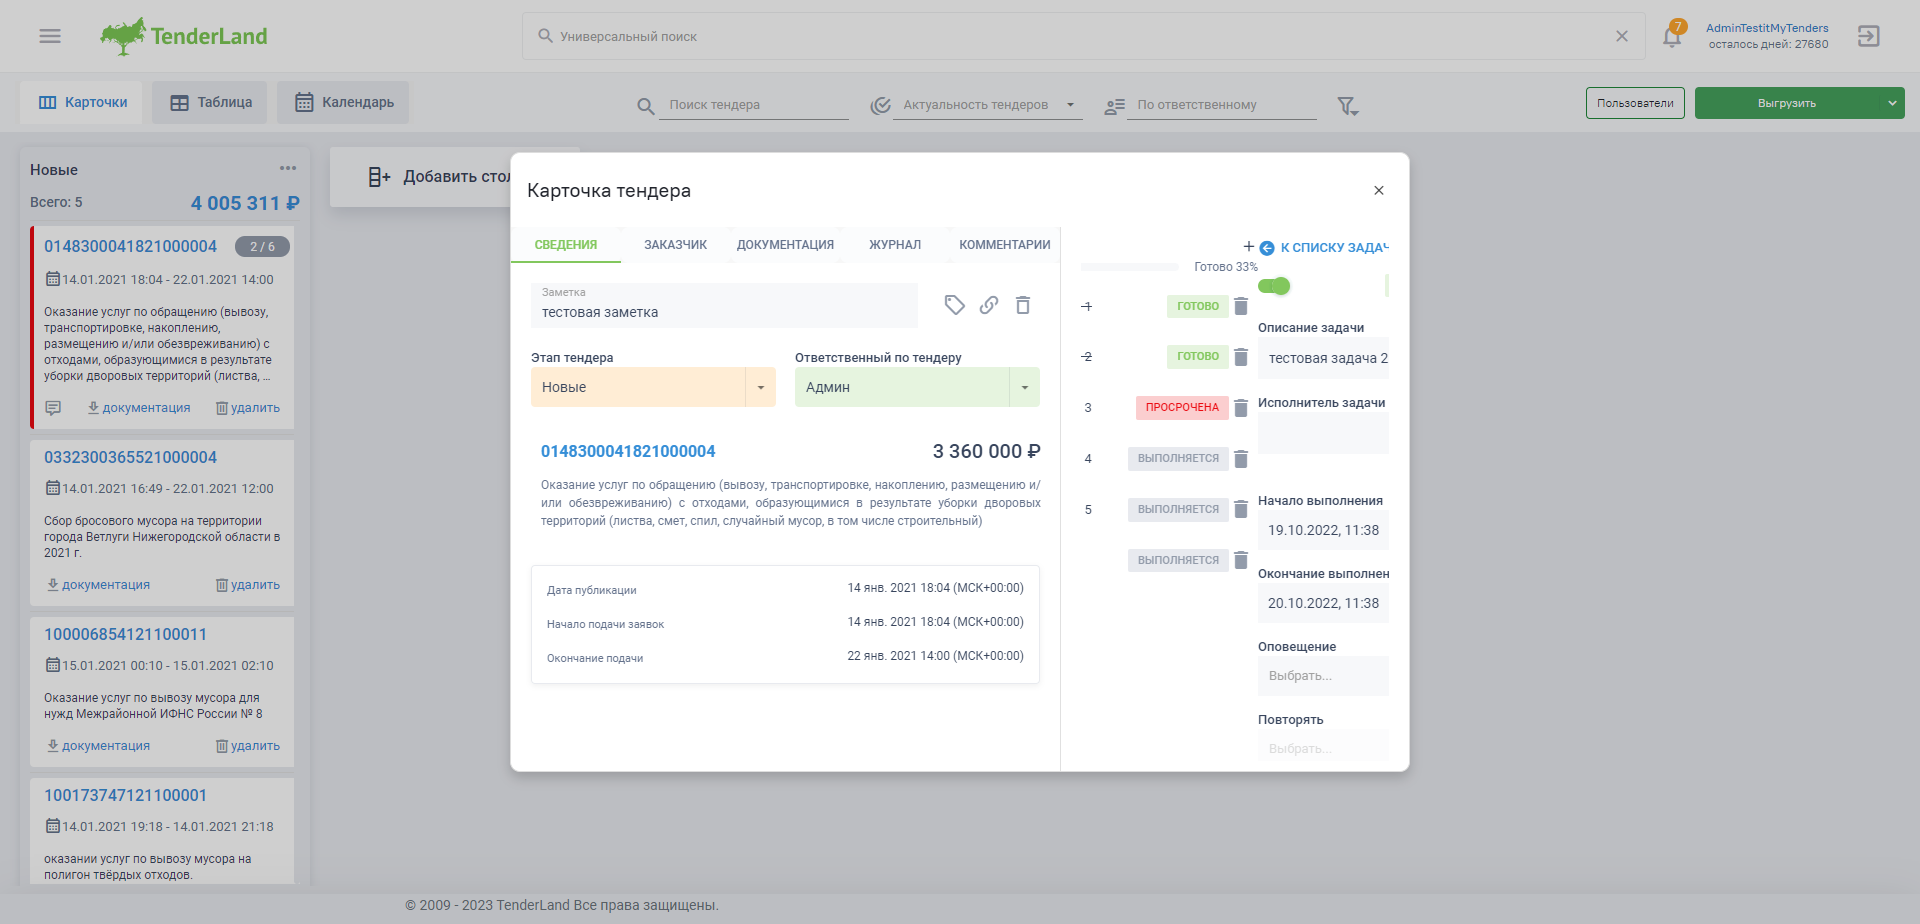 TenderLand
Универсальный поиск
7
AdminTestitMyTenders
осталось дней: 27680
Карточки
Таблица
Календарь
Поиск тендера
Актуальность тендеров
По ответственному
Пользователи
Выгрузить
Новые
Всего: 5
4 005 311 ₽
0148300041821000004
2 / 6
14.01.2021 18:04 - 22.01.2021 14:00
Оказание услуг по обращению (вывозу,
транспортировке, накоплению,
размещению и/или обезвреживанию) с
отходами, образующимися в результате
уборки дворовых территорий (листва, ...
документация
удалить
0332300365521000004
14.01.2021 16:49 - 22.01.2021 12:00
Сбор бросового мусора на территории
города Ветлуги Нижегородской области в
2021 г.
документация
удалить
100006854121100011
15.01.2021 00:10 - 15.01.2021 02:10
Оказание услуг по вывозу мусора для
нужд Межрайонной ИФНС России № 8
документация
удалить
100173747121100001
14.01.2021 19:18 - 14.01.2021 21:18
оказании услуг по вывозу мусора на
полигон твёрдых отходов.
Добавить стол
Карточка тендера
СВЕДЕНИЯ
ЗАКАЗЧИК
ДОКУМЕНТАЦИЯ
ЖУРНАЛ
КОММЕНТАРИИ
Заметка
тестовая заметка
Этап тендера
Новые
Ответственный по тендеру
Админ
0148300041821000004
3 360 000 ₽
Оказание услуг по обращению (вывозу, транспортировке, накоплению, размещению и/
или обезвреживанию) с отходами, образующимися в результате уборки дворовых
территорий (листва, смет, спил, случайный мусор, в том числе строительный)
Дата публикации
14 янв. 2021 18:04 (МСК+00:00)
Начало подачи заявок
14 янв. 2021 18:04 (МСК+00:00)
Окончание подачи
22 янв. 2021 14:00 (МСК+00:00)
+
Готово 33%
1
ГОТОВО
2
ГОТОВО
3
ПРОСРОЧЕНА
4
ВЫПОЛНЯЕТСЯ
5
ВЫПОЛНЯЕТСЯ
ВЫПОЛНЯЕТСЯ
К СПИСКУ ЗАДАЧ
Описание задачи
тестовая задача 2
Исполнитель задачи
Начало выполнения
19.10.2022, 11:38
Окончание выполнен
20.10.2022, 11:38
Оповещение
Выбрать...
Повторять
Выбрать...
© 2009 - 2023 TenderLand Все права защищены.